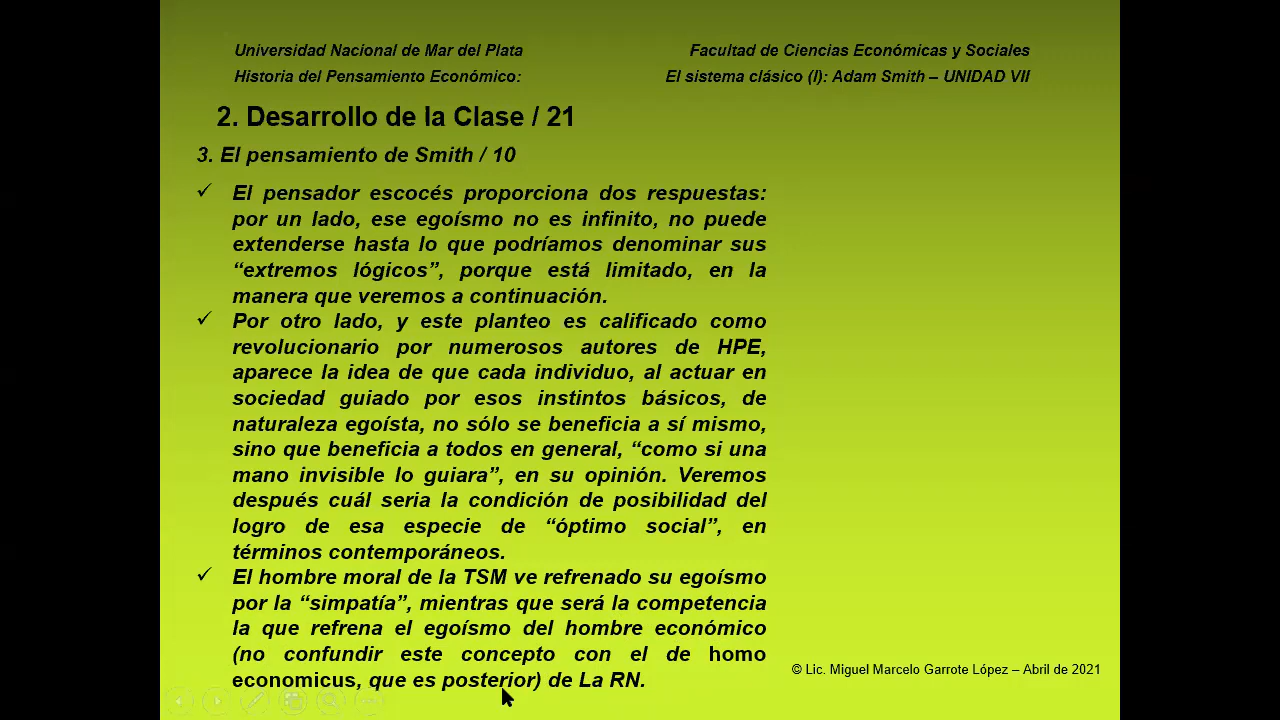 Universidad Nacional de Mar del Plata
Facultad de Ciencias Económicas y Sociales
Historia del Pensamiento Económico:
El sistema clásico (I): Adam Smith – UNIDAD VII
2. Desarrollo de la Clase / 21
3. El pensamiento de Smith / 10
✓ El pensador escocés proporciona dos respuestas:
por un lado, ese egoísmo no es infinito, no puede
extenderse hasta lo que podríamos denominar sus
“extremos lógicos”, porque está limitado, en la
manera que veremos a continuación.
✓ Por otro lado, y este planteo es calificado como
revolucionario por numerosos autores de HPE,
aparece la idea de que cada individuo, al actuar en
sociedad guiado por esos instintos básicos, de
naturaleza egoísta, no sólo se beneficia a sí mismo,
sino que beneficia a todos en general, “como si una
mano invisible lo guiara”, en su opinión. Veremos
después cuál seria la condición de posibilidad del
logro de esa especie de “óptimo social”, en
términos contemporáneos.
✓ El hombre moral de la TSM ve refrenado su egoísmo
por la “simpatía”, mientras que será la competencia
la que refrena el egoísmo del hombre económico
(no confundir este concepto con el de homo
economicus, que es posterior) de La RN.
© Lic. Miguel Marcelo Garrote López – Abril de 2021